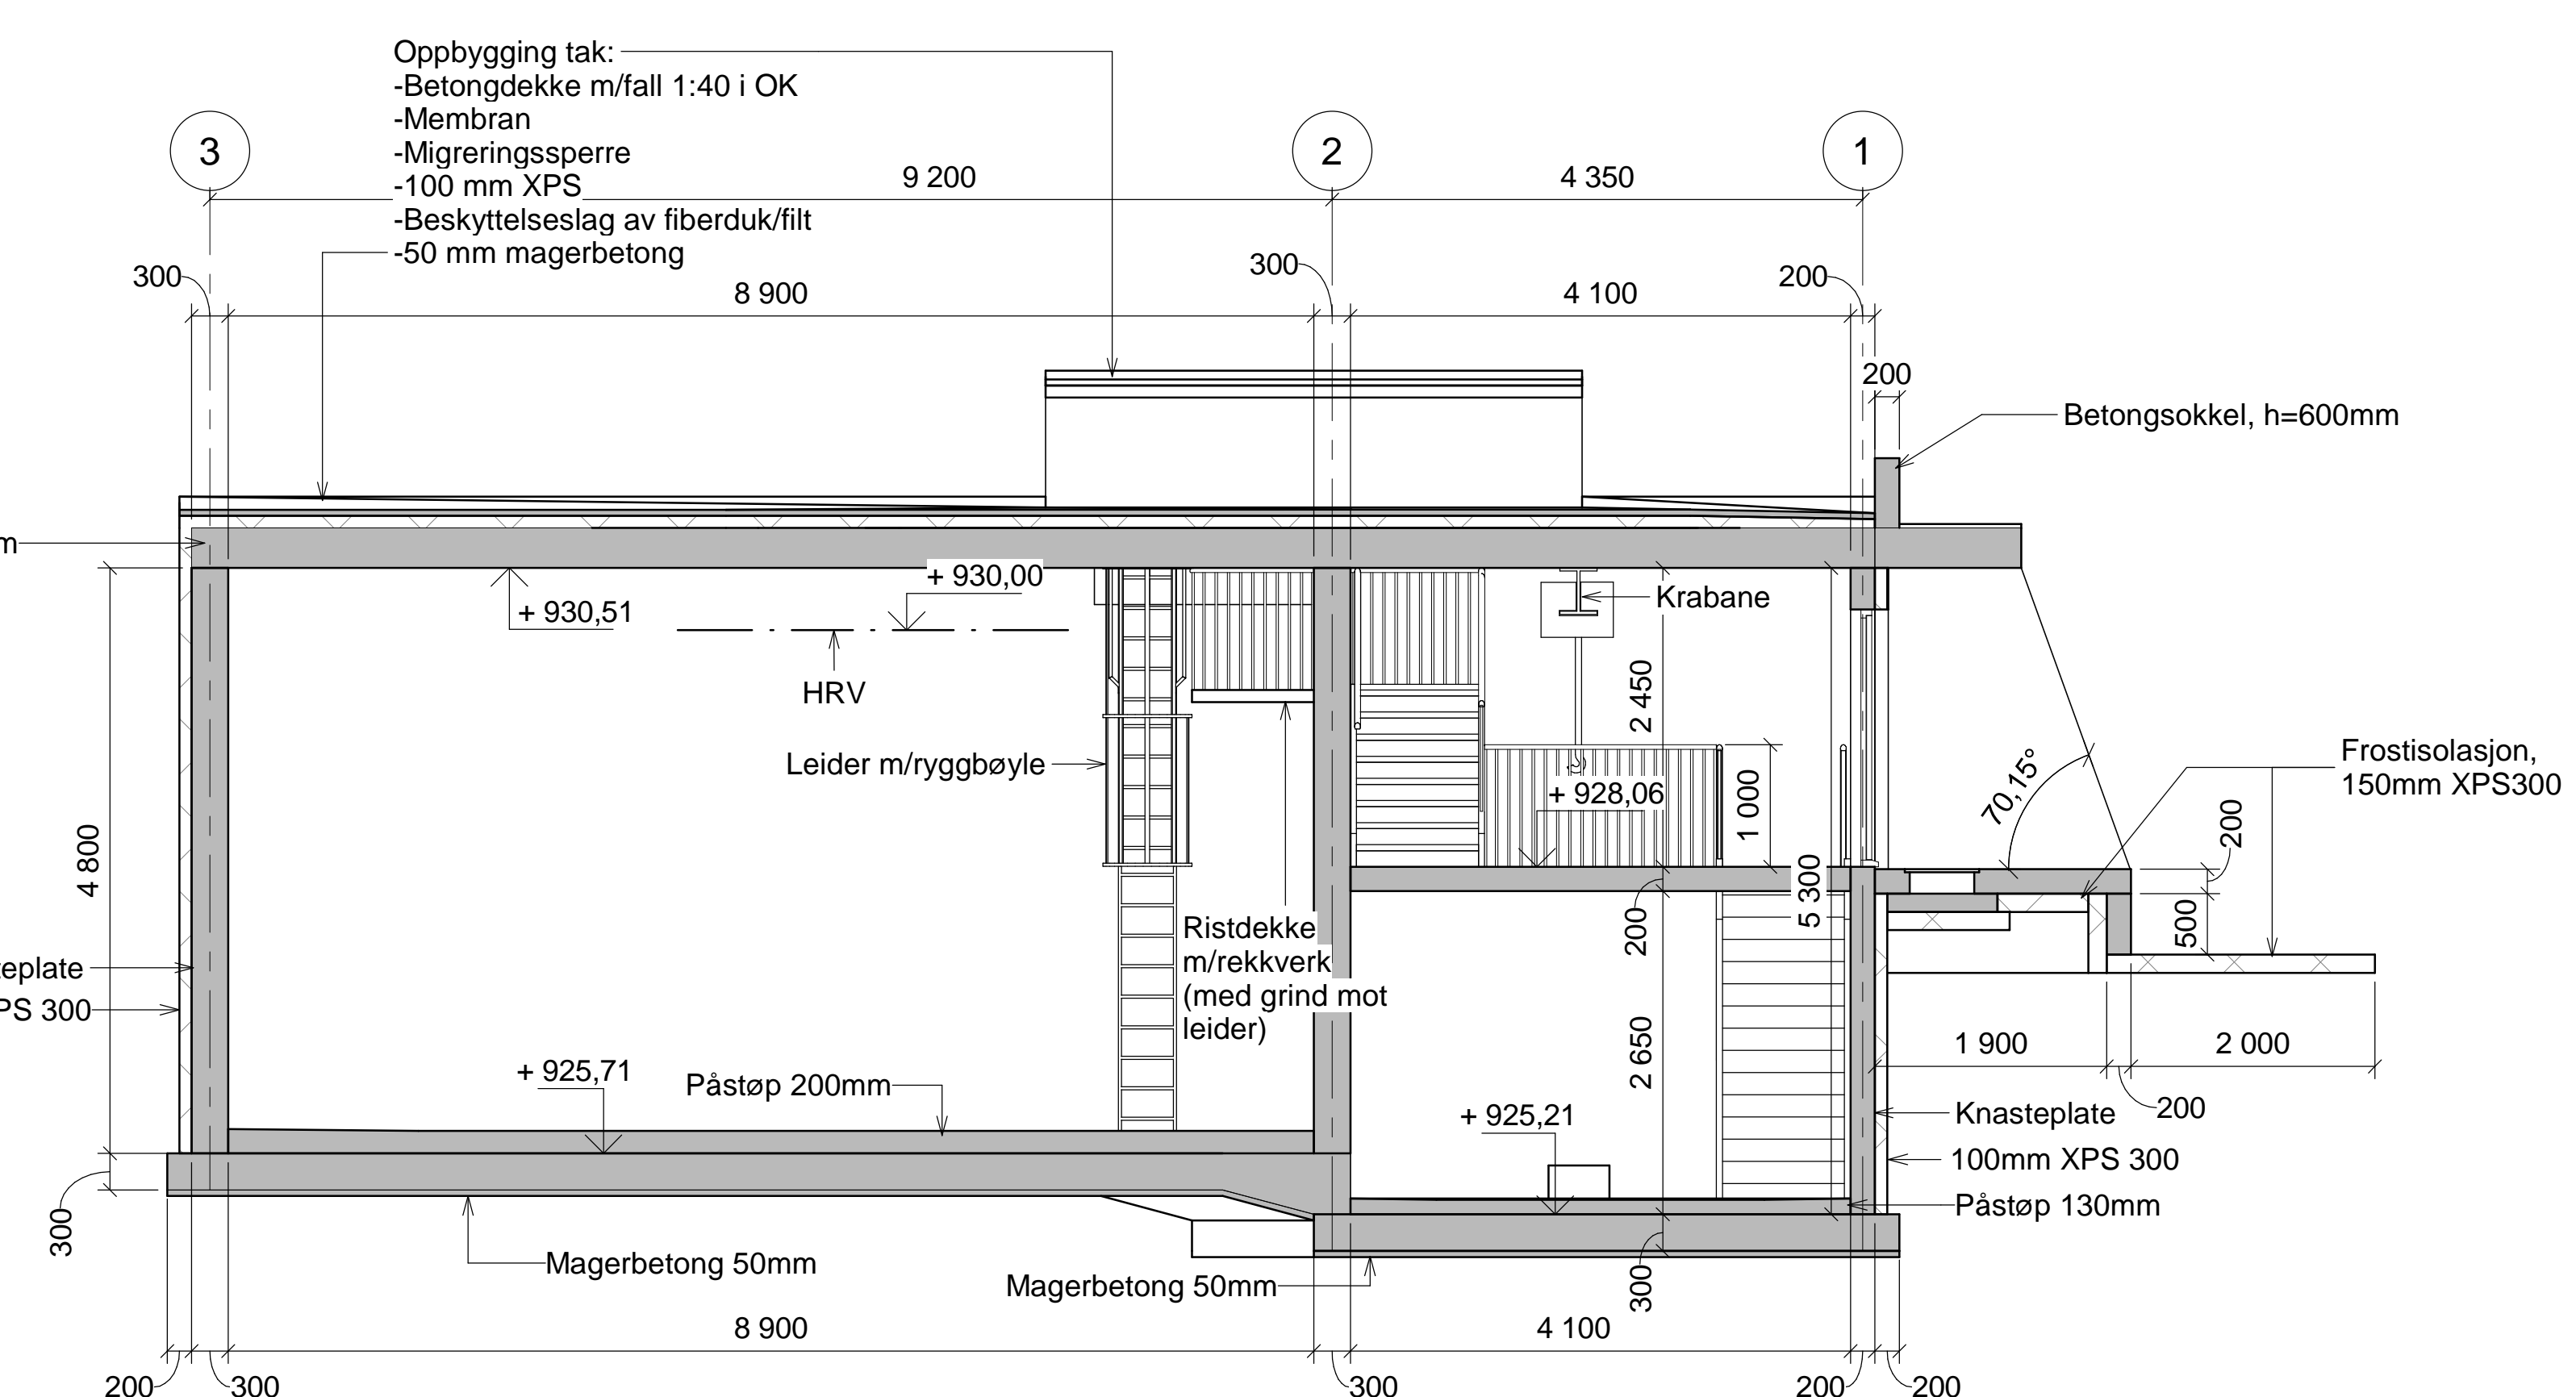 Oppbygging tak:
-Betongdekke m/fall 1:40 i OK
-Membran
-Migreringssperre
-100 mm XPS
-Beskyttelseslag av fiberduk/filt
-50 mm magerbetong
3
2
1
9 200
4 350
300
8 900
300
4 100
200
200
Betongsokkel, h=600mm
m
+ 930,51
+ 930,00
HRV
Krabane
2 450
Leider m/ryggbøyle
+ 928,06
1 000
70,15°
Frostisolasjon,
150mm XPS300
200
500
4 800
Ristdekke
m/rekkverk
(med grind mot
leider)
200
5 300
2 650
eplate
PS 300
1 900
2 000
200
+ 925,71
Påstøp 200mm
+ 925,21
Knasteplate
100mm XPS 300
Påstøp 130mm
300
Magerbetong 50mm
Magerbetong 50mm
300
8 900
4 100
200
300
300
200
200